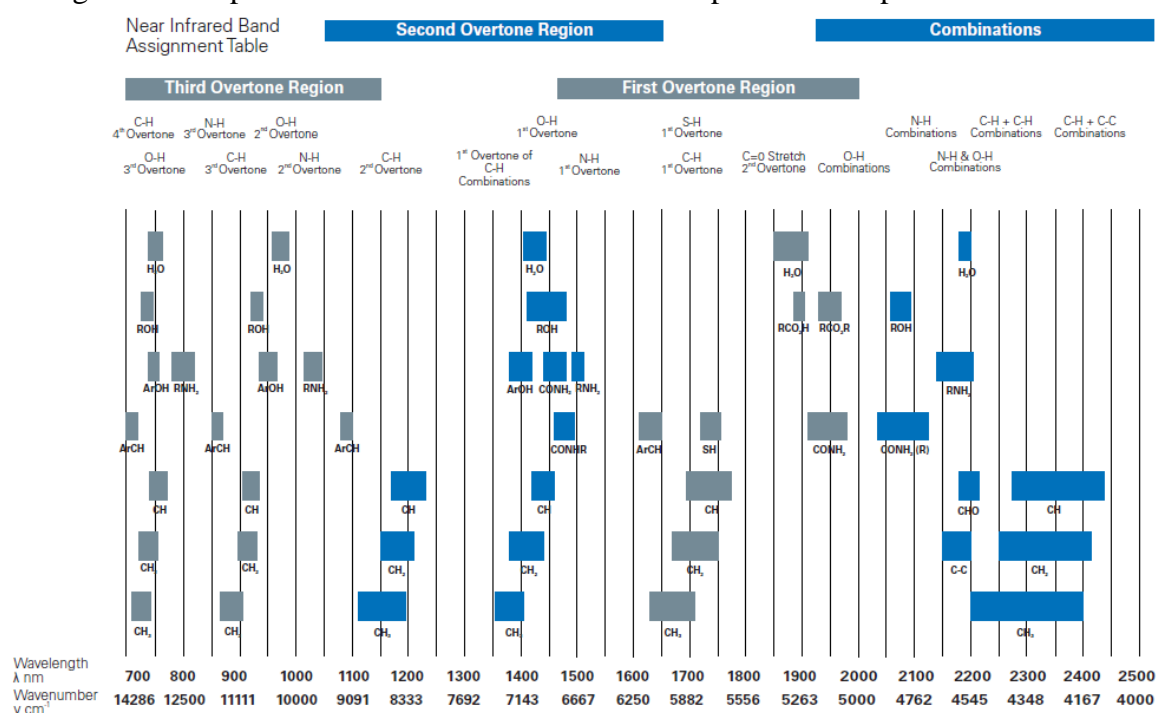 Near Infrared Band
Assignment Table
Second Overtone Region
Combinations
Third Overtone Region
First Overtone Region
C-H
4th Overtone
N-H
3rd Overtone
O-H
2nd Overtone
O-H
1st Overtone
S-H
1st Overtone
N-H
Combinations
C-H + C-H
Combinations
C-H + C-C
Combinations
O-H
3rd Overtone
C-H
3rd Overtone
N-H
2nd Overtone
C-H
2nd Overtone
1st Overtone of
C-H
Combinations
N-H
1st Overtone
C-H
1st Overtone
C=0 Stretch
2nd Overtone
O-H
Combinations
N-H & O-H
Combinations
H₂O H₂O H₂O H₂O H₂O
ROH ROH ROH RCO₂H RCO₂R ROH
ArOH RNH₂ ArOH RNH₂ ArOH CONH₂ RNH₂ RNH₂
ArCH ArCH ArCH CONHR ArCH SH CONH₂ CONH₂(R)
CH CH CH CH CH CHO CH
CH₂ CH₂ CH₂ CH₂ CH₂ C-C CH₂
CH₃ CH₃ CH₃ CH₃ CH₃ CH₃
Wavelength
λ nm
700 800 900 1000 1100 1200 1300 1400 1500 1600 1700 1800 1900 2000 2100 2200 2300 2400 2500
Wavenumber
ν cm⁻¹
14286 12500 11111 10000 9091 8333 7692 7143 6667 6250 5882 5556 5263 5000 4762 4545 4348 4167 4000